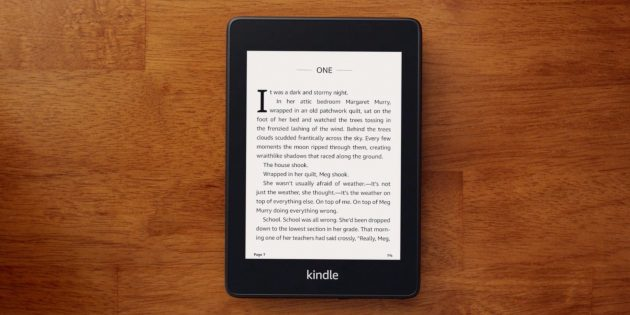 ONE
It was a dark and stormy night.
In her attic bedroom Margaret Murry,
wrapped in an old patchwork quilt, sat on the
foot of her bed and watched the trees tossing in
the frenzied lashing of the wind. Behind the trees
clouds scudded frantically across the sky. Every few
moments the moon ripped through them, creating
wraithlike shadows that raced along the ground.
The house shook.
Wrapped in her quilt, Meg shook.
She wasn't usually afraid of weather.—It's not
just the weather, she thought.—It's the weather on
top of everything else. On top of me. On top of Meg
Murry doing everything wrong.
School. School was all wrong. She'd been dropped
down to the lowest section in her grade. That morn-
ing one of her teachers had said crossly, "Really, Meg,
Page 7
kindle